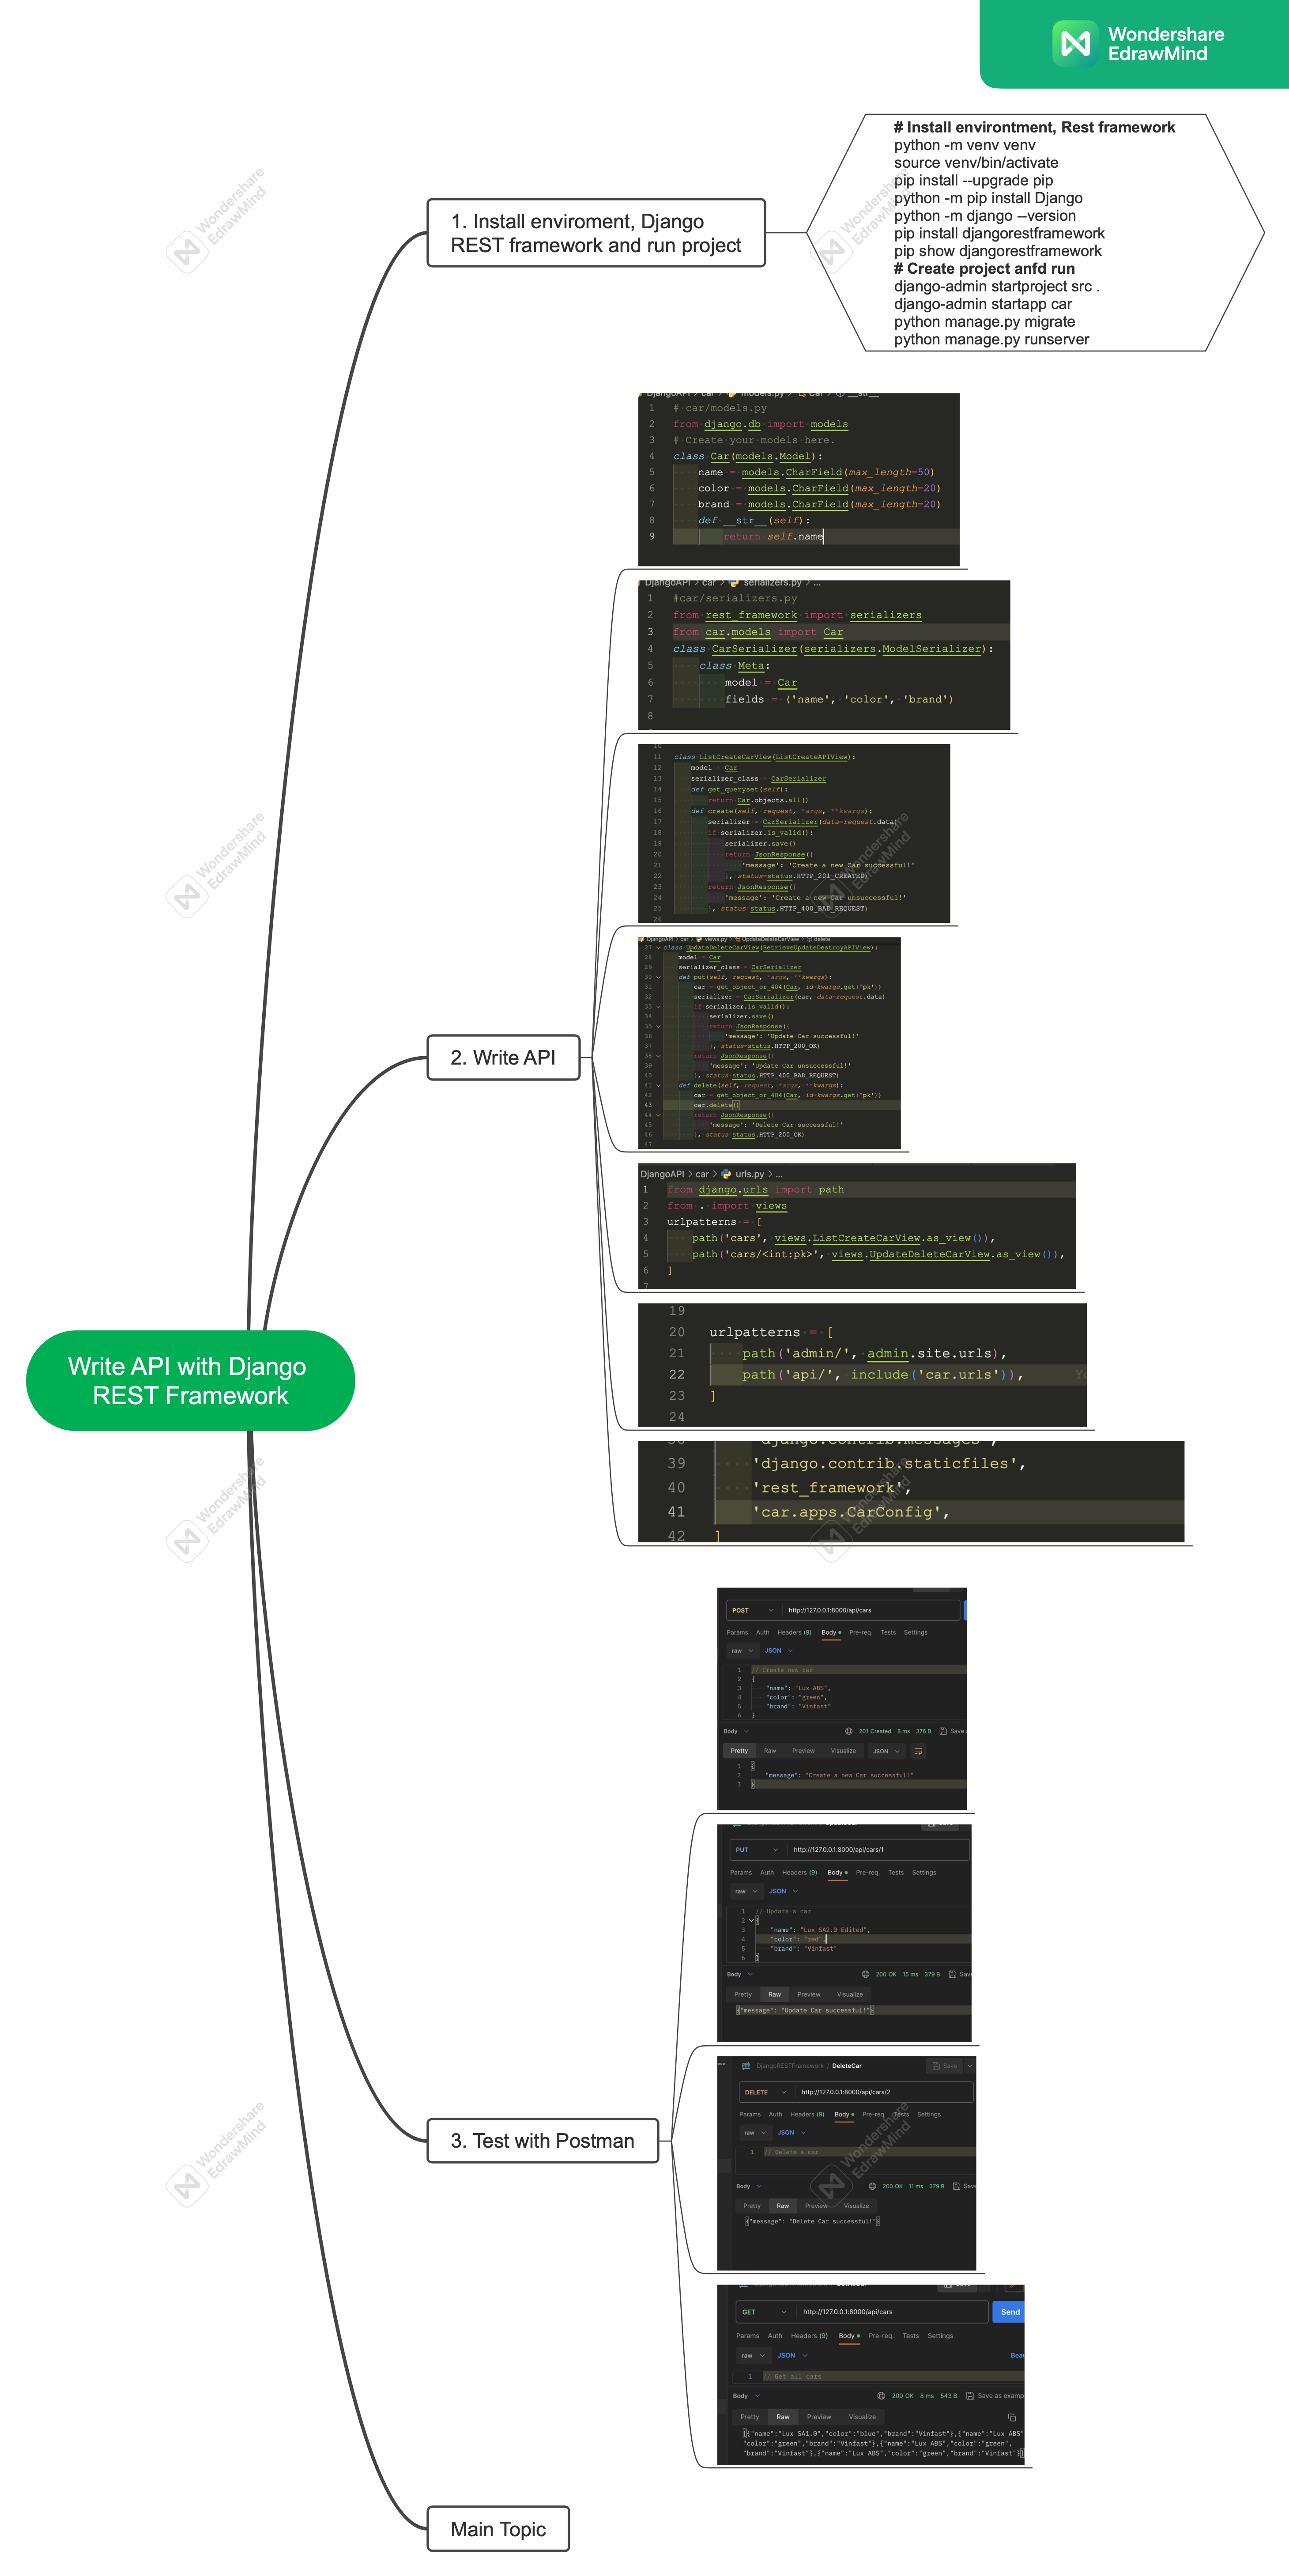 Wondershare
EdrawMind
# Install environtment, Rest framework
python -m venv venv
source venv/bin/activate
pip install --upgrade pip
python -m pip install Django
python -m django --version
pip install djangorestframework
pip show djangorestframework
# Create project anfd run
django-admin startproject src .
django-admin startapp car
python manage.py migrate
python manage.py runserver
1. Install enviroment, Django
REST framework and run project
DjangoAPI > car > models.py > Car > __str__
1 # car/models.py
2 from django.db import models
3 # Create your models here.
4 class Car(models.Model):
5 name = models.CharField(max_length=50)
6 color = models.CharField(max_length=20)
7 brand = models.CharField(max_length=20)
8 def __str__(self):
9 return self.name
DjangoAPI > car > serializers.py > ...
1 #car/serializers.py
2 from rest_framework import serializers
3 from car.models import Car
4 class CarSerializer(serializers.ModelSerializer):
5 class Meta:
6 model = Car
7 fields = ('name', 'color', 'brand')
8
10
11 class ListCreateCarView(ListCreateAPIView):
12 model = Car
13 serializer_class = CarSerializer
14 def get_queryset(self):
15 return Car.objects.all()
16 def create(self, request, *args, **kwargs):
17 serializer = CarSerializer(data=request.data)
18 if serializer.is_valid():
19 serializer.save()
20 return JsonResponse({
21 'message': 'Create a new Car successful!'
22 }, status=status.HTTP_201_CREATED)
23 return JsonResponse({
24 'message': 'Create a new Car unsuccessful!'
25 }, status=status.HTTP_400_BAD_REQUEST)
26
DjangoAPI > car > views.py > UpdateDeleteCarView > delete
27 class UpdateDeleteCarView(RetrieveUpdateDestroyAPIView):
28 model = Car
29 serializer_class = CarSerializer
30 def put(self, request, *args, **kwargs):
31 car = get_object_or_404(Car, id=kwargs.get('pk'))
32 serializer = CarSerializer(car, data=request.data)
33 if serializer.is_valid():
34 serializer.save()
35 return JsonResponse({
36 'message': 'Update Car successful!'
37 }, status=status.HTTP_200_OK)
38 return JsonResponse({
39 'message': 'Update Car unsuccessful!'
40 }, status=status.HTTP_400_BAD_REQUEST)
41 def delete(self, request, *args, **kwargs):
42 car = get_object_or_404(Car, id=kwargs.get('pk'))
43 car.delete()
44 return JsonResponse({
45 'message': 'Delete Car successful!'
46 }, status=status.HTTP_200_OK)
47
2. Write API
DjangoAPI > car > urls.py > ...
1 from django.urls import path
2 from . import views
3 urlpatterns = [
4 path('cars', views.ListCreateCarView.as_view()),
5 path('cars/<int:pk>', views.UpdateDeleteCarView.as_view()),
6 ]
7
19
20 urlpatterns = [
21 path('admin/', admin.site.urls),
22 path('api/', include('car.urls')),
23 ]
24
38 'django.contrib.messages',
39 'django.contrib.staticfiles',
40 'rest_framework',
41 'car.apps.CarConfig',
42 ]
Write API with Django
REST Framework
POST http://127.0.0.1:8000/api/cars
Params Auth Headers (9) Body Pre-req. Tests Settings
raw JSON
1 // Create new car
2 {
3 "name": "Lux ABS",
4 "color": "green",
5 "brand": "Vinfast"
6 }
Body 201 Created 8 ms 376 B Save
Pretty Raw Preview Visualize JSON
1 {
2 "message": "Create a new Car successful!"
3 }
PUT http://127.0.0.1:8000/api/cars/1
Params Auth Headers (9) Body Pre-req. Tests Settings
raw JSON
1 // Update a car
2 {
3 "name": "Lux SA2.0 Edited",
4 "color": "red",
5 "brand": "Vinfast"
6 }
Body 200 OK 15 ms 379 B Save
Pretty Raw Preview Visualize
{"message": "Update Car successful!"}
3. Test with Postman
DjangoRESTFramework / DeleteCar Save
DELETE http://127.0.0.1:8000/api/cars/2
Params Auth Headers (9) Body Pre-req. Tests Settings
raw JSON
1 // Delete a car
Body 200 OK 11 ms 379 B Save
Pretty Raw Preview Visualize
{"message": "Delete Car successful!"}
GET http://127.0.0.1:8000/api/cars Send
Params Auth Headers (9) Body Pre-req. Tests Settings
raw JSON Beau
1 // Get all cars
Body 200 OK 8 ms 543 B Save as examp
Pretty Raw Preview Visualize
[{"name":"Lux SA1.0","color":"blue","brand":"Vinfast"},{"name":"Lux ABS"
"color":"green","brand":"Vinfast"},{"name":"Lux ABS","color":"green",
"brand":"Vinfast"},{"name":"Lux ABS","color":"green","brand":"Vinfast"}]
Main Topic